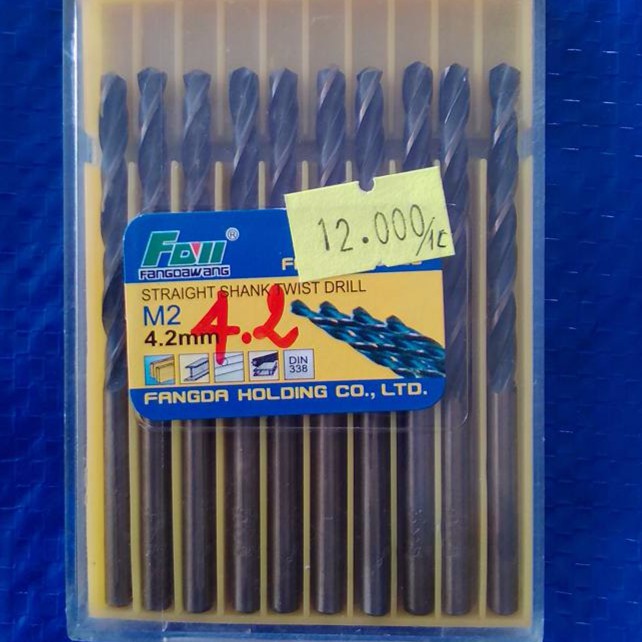 12.000/1c
FDW®
FANGDAWANG
STRAIGHT SHANK TWIST DRILL
M2
4.2mm
4.2
DIN
338
FANGDA HOLDING CO., LTD.